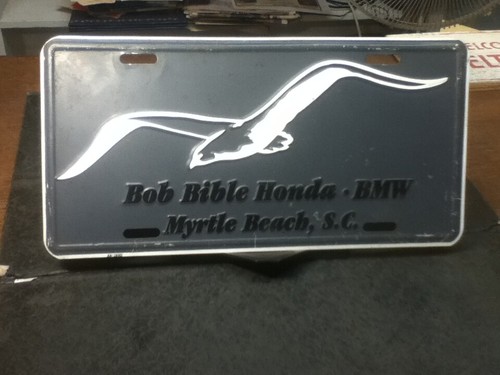 Bob Bible Honda · BMW
Myrtle Beach, S.C.